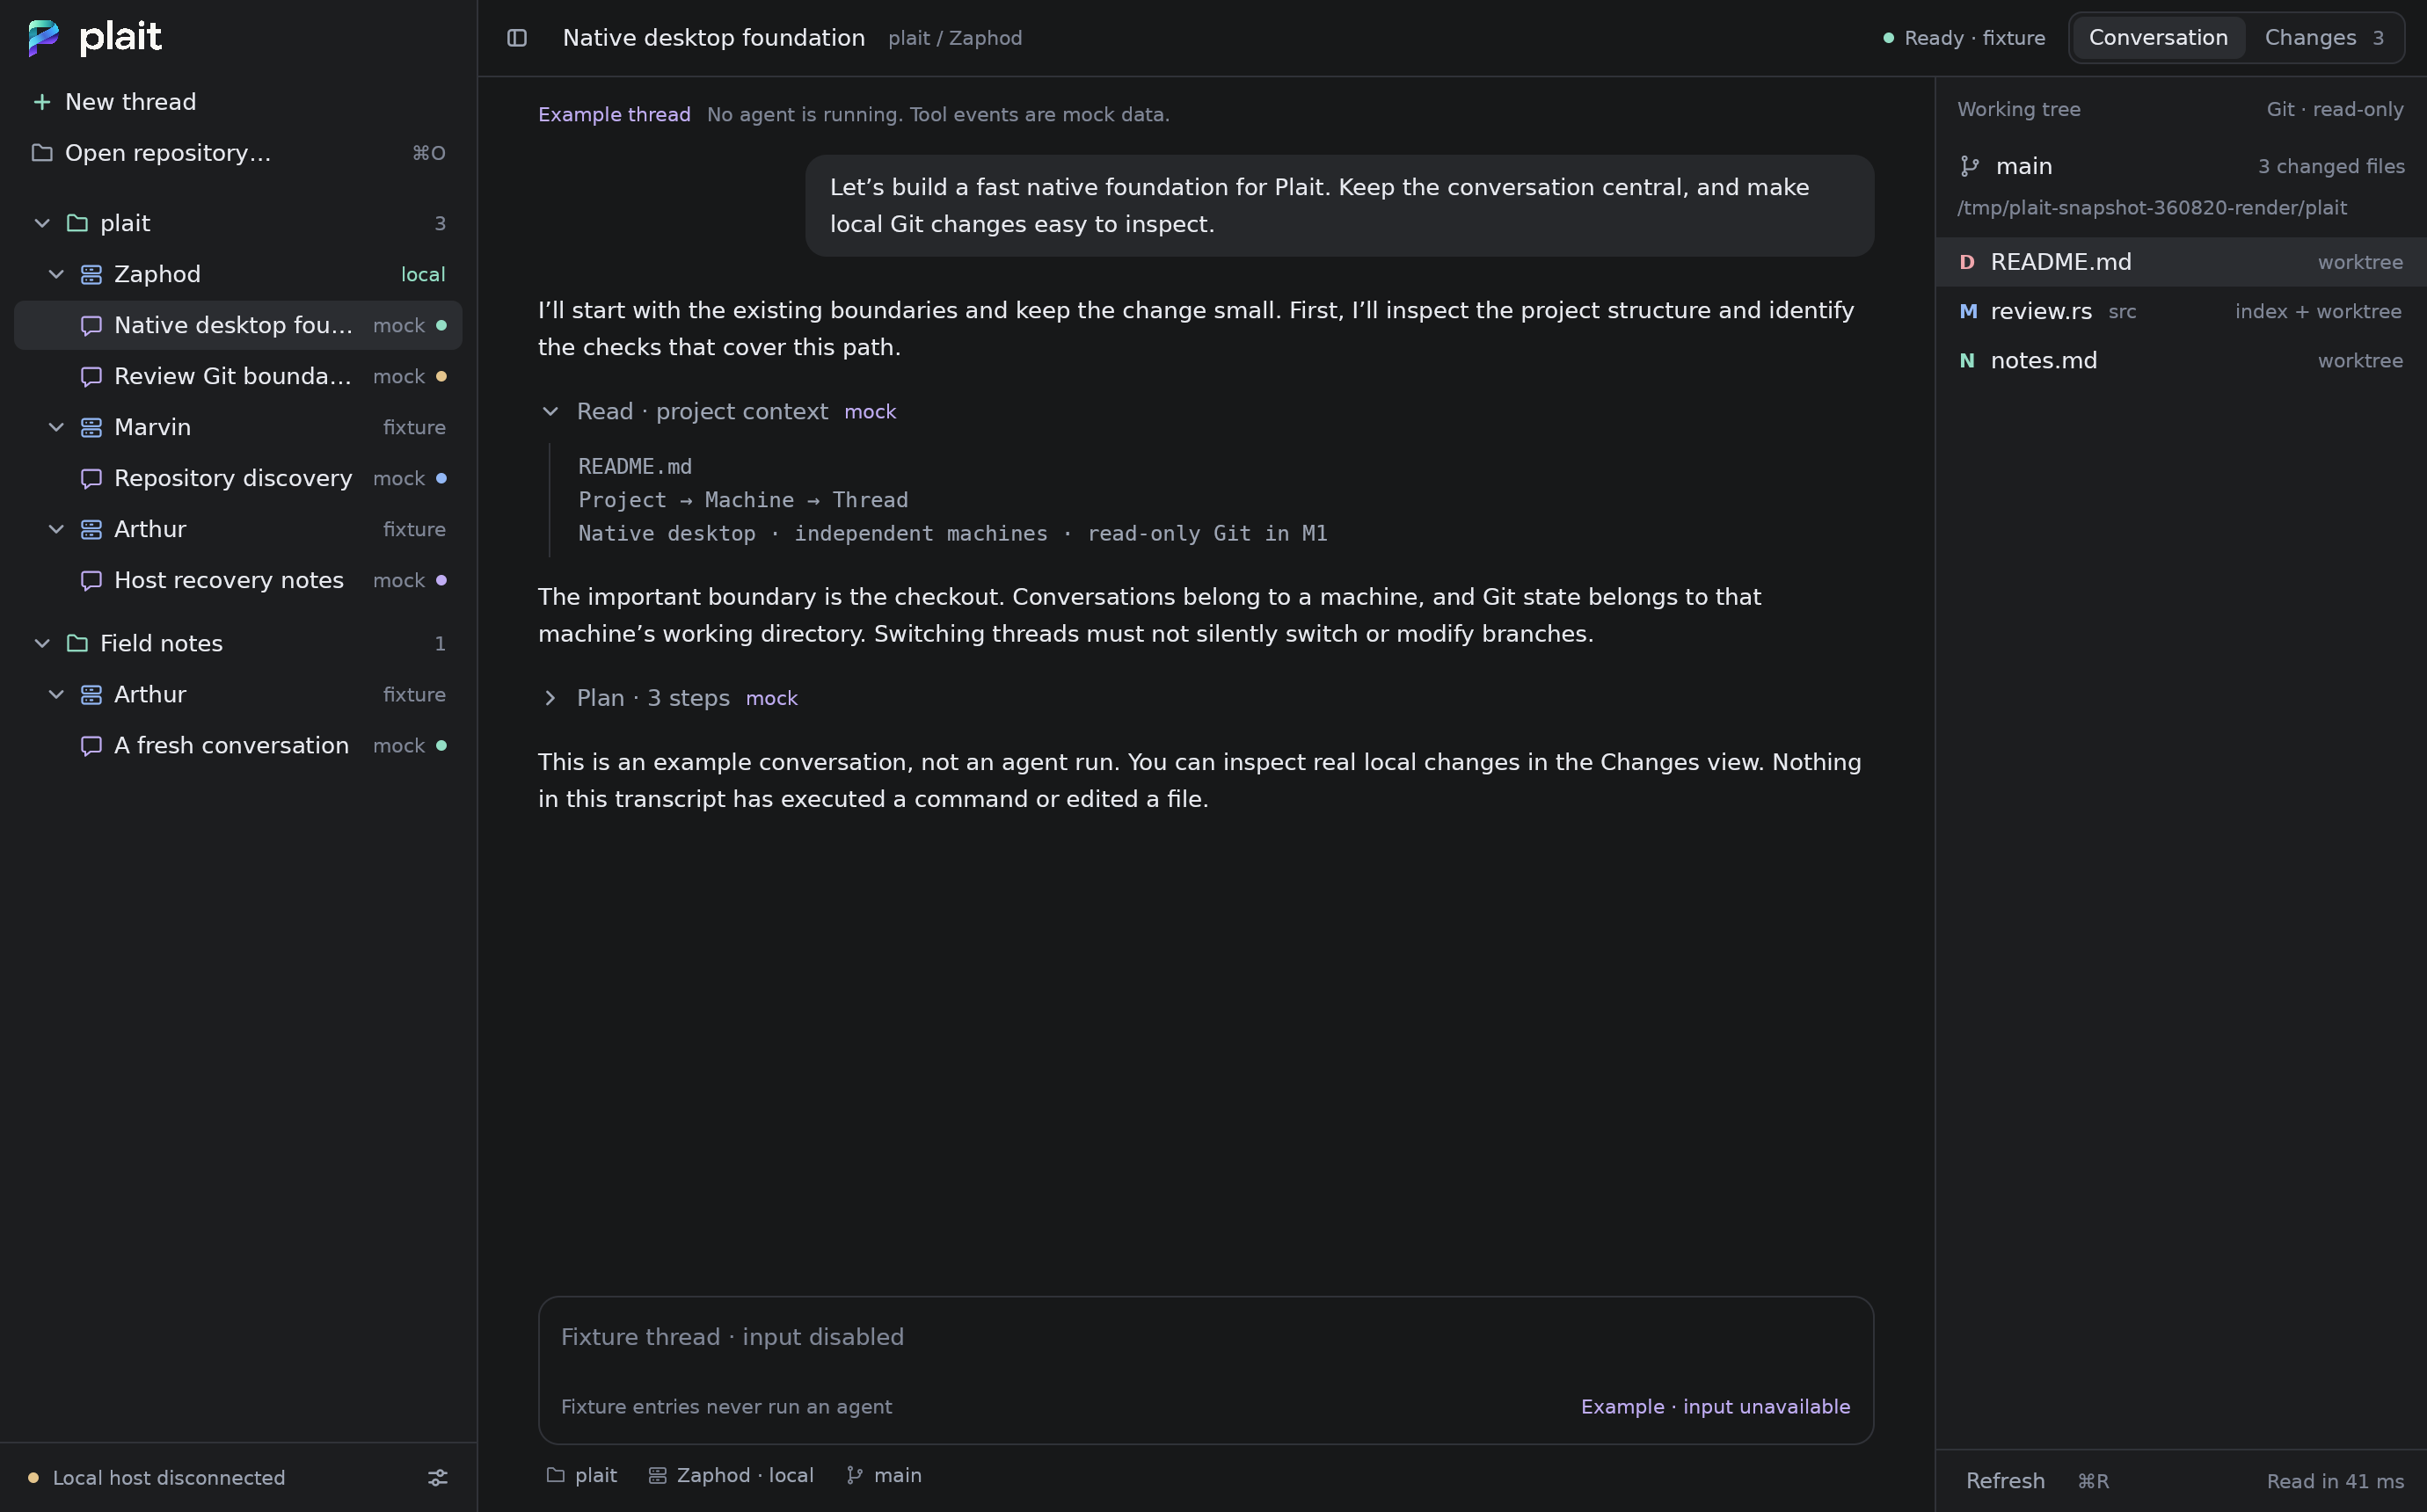 plait
New thread
Open repository… ⌘O
plait 3
Zaphod local
Native desktop fou… mock
Review Git bounda… mock
Marvin fixture
Repository discovery mock
Arthur fixture
Host recovery notes mock
Field notes 1
Arthur fixture
A fresh conversation mock
Local host disconnected
Native desktop foundation plait / Zaphod
Ready · fixture Conversation Changes 3
Example thread No agent is running. Tool events are mock data.
Let’s build a fast native foundation for Plait. Keep the conversation central, and make
local Git changes easy to inspect.
I’ll start with the existing boundaries and keep the change small. First, I’ll inspect the project structure and identify
the checks that cover this path.
Read · project context mock
README.md
Project → Machine → Thread
Native desktop · independent machines · read-only Git in M1
The important boundary is the checkout. Conversations belong to a machine, and Git state belongs to that
machine’s working directory. Switching threads must not silently switch or modify branches.
Plan · 3 steps mock
This is an example conversation, not an agent run. You can inspect real local changes in the Changes view. Nothing
in this transcript has executed a command or edited a file.
Fixture thread · input disabled
Fixture entries never run an agent Example · input unavailable
plait Zaphod · local main
Working tree Git · read-only
main 3 changed files
/tmp/plait-snapshot-360820-render/plait
D README.md worktree
M review.rs src index + worktree
N notes.md worktree
Refresh ⌘R Read in 41 ms